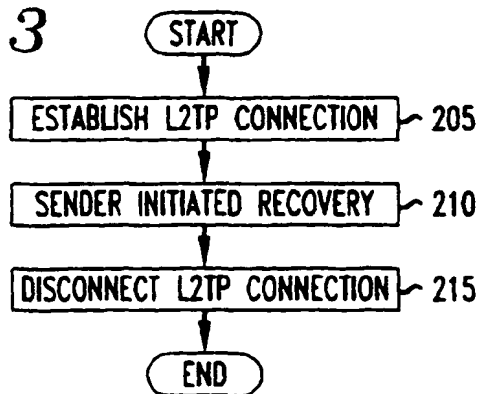 3
START
ESTABLISH L2TP CONNECTION 205
SENDER INITIATED RECOVERY 210
DISCONNECT L2TP CONNECTION 215
END